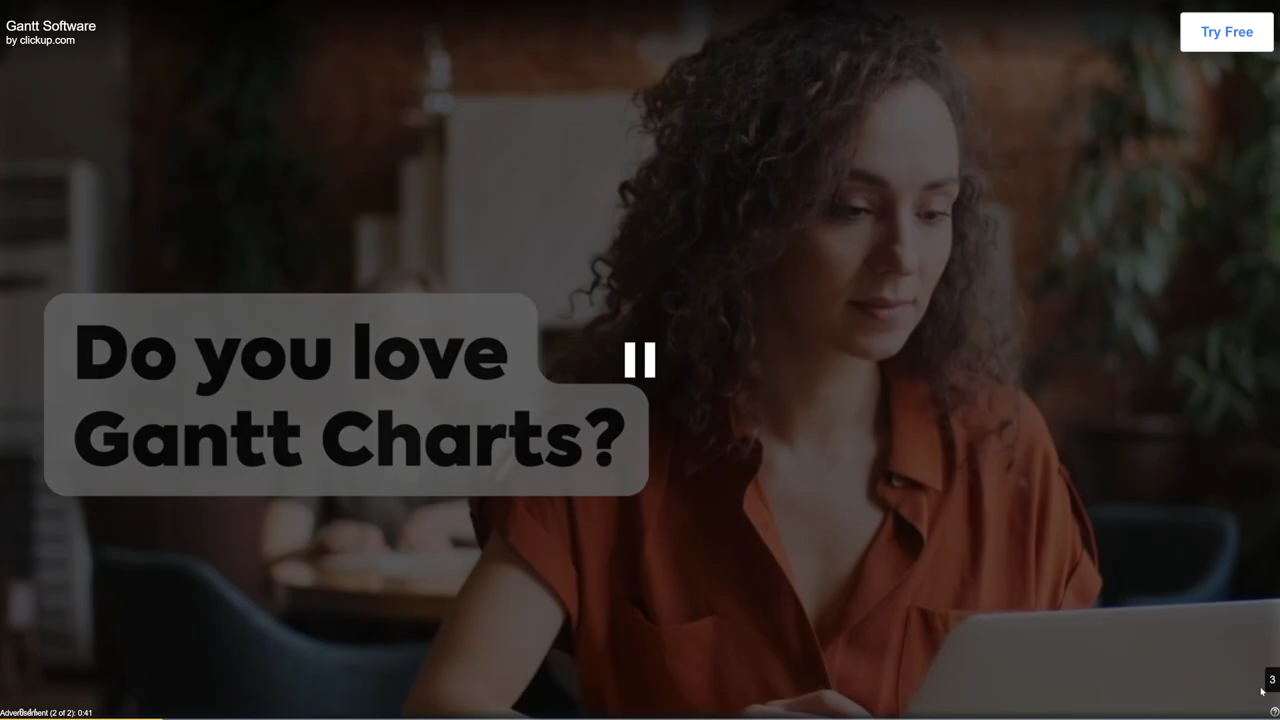 Gantt Software
by clickup.com
Try Free
Do you love
Gantt Charts?
3
Advertisement (2 of 2): 0:41